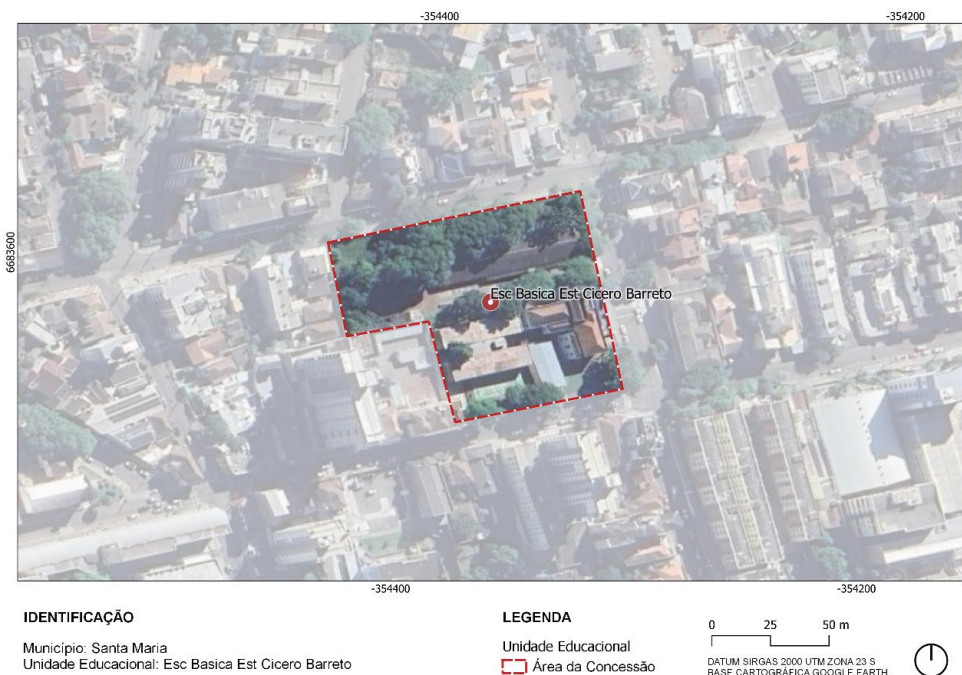 -354400
-354200
6683600
Esc Basica Est Cicero Barreto
-354400
-354200
IDENTIFICAÇÃO
Município: Santa Maria
Unidade Educacional: Esc Basica Est Cicero Barreto
LEGENDA
Unidade Educacional
Área da Concessão
0 25 50 m
DATUM SIRGAS 2000 UTM ZONA 23 S
BASE CARTOGRÁFICA GOOGLE EARTH